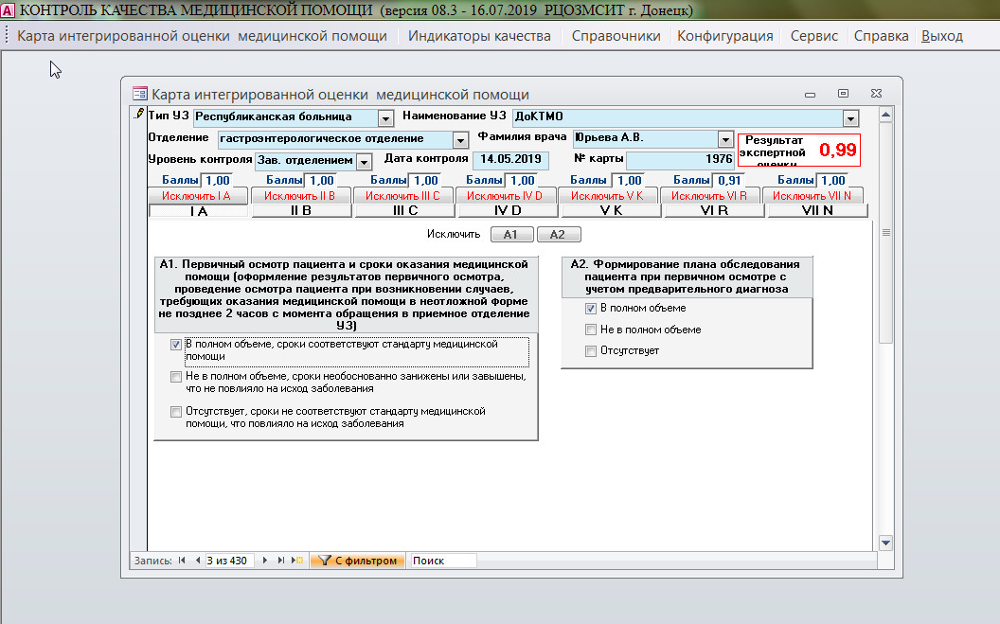 КОНТРОЛЬ КАЧЕСТВА МЕДИЦИНСКОЙ ПОМОЩИ (версия 08.3 - 16.07.2019 РЦОЗМСИТ г. Донецк)
Карта интегрированной оценки медицинской помощи Индикаторы качества Справочники Конфигурация Сервис Справка Выход
Карта интегрированной оценки медицинской помощи
Тип УЗ Республиканская больница Наименование УЗ ДоКТМО
Отделение гастроэнтерологическое отделение Фамилия врача Юрьева А.В.
Результат экспертной оценки 0,99
Уровень контроля Зав. отделением Дата контроля 14.05.2019 № карты 1976
Баллы 1,00 Баллы 1,00 Баллы 1,00 Баллы 1,00 Баллы 1,00 Баллы 0,91 Баллы 1,00
Исключить I A Исключить II B Исключить III C Исключить IV D Исключить V K Исключить VI R Исключить VII N
I A II B III C IV D V K VI R VII N
Исключить A1 A2
A1. Первичный осмотр пациента и сроки оказания медицинской
помощи (оформление результатов первичного осмотра,
проведение осмотра пациента при возникновении случаев,
требующих оказания медицинской помощи в неотложной форме
не позднее 2 часов с момента обращения в приемное отделение
УЗ)
В полном объеме, сроки соответствуют стандарту медицинской
помощи
Не в полном объеме, сроки необоснованно занижены или завышены,
что не повлияло на исход заболевания
Отсутствует, сроки не соответствуют стандарту медицинской
помощи, что повлияло на исход заболевания
A2. Формирование плана обследования
пациента при первичном осмотре с
учетом предварительного диагноза
В полном объеме
Не в полном объеме
Отсутствует
Запись: 3 из 430 С фильтром Поиск